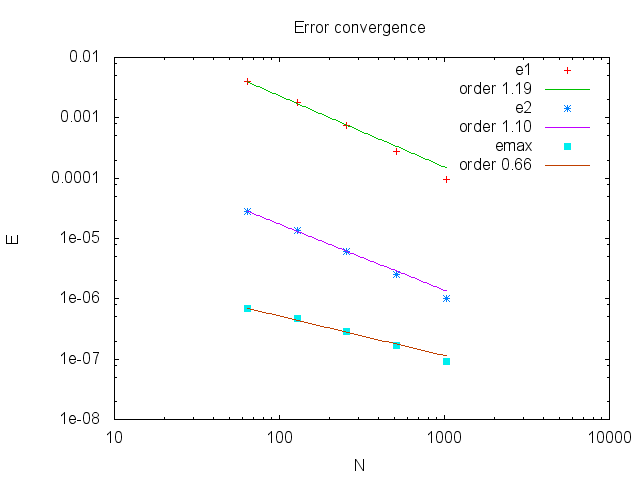 Error convergence
0.01
0.001
0.0001
1e-05
1e-06
1e-07
1e-08
E
e1
order 1.19
e2
order 1.10
emax
order 0.66
10
100
1000
10000
N